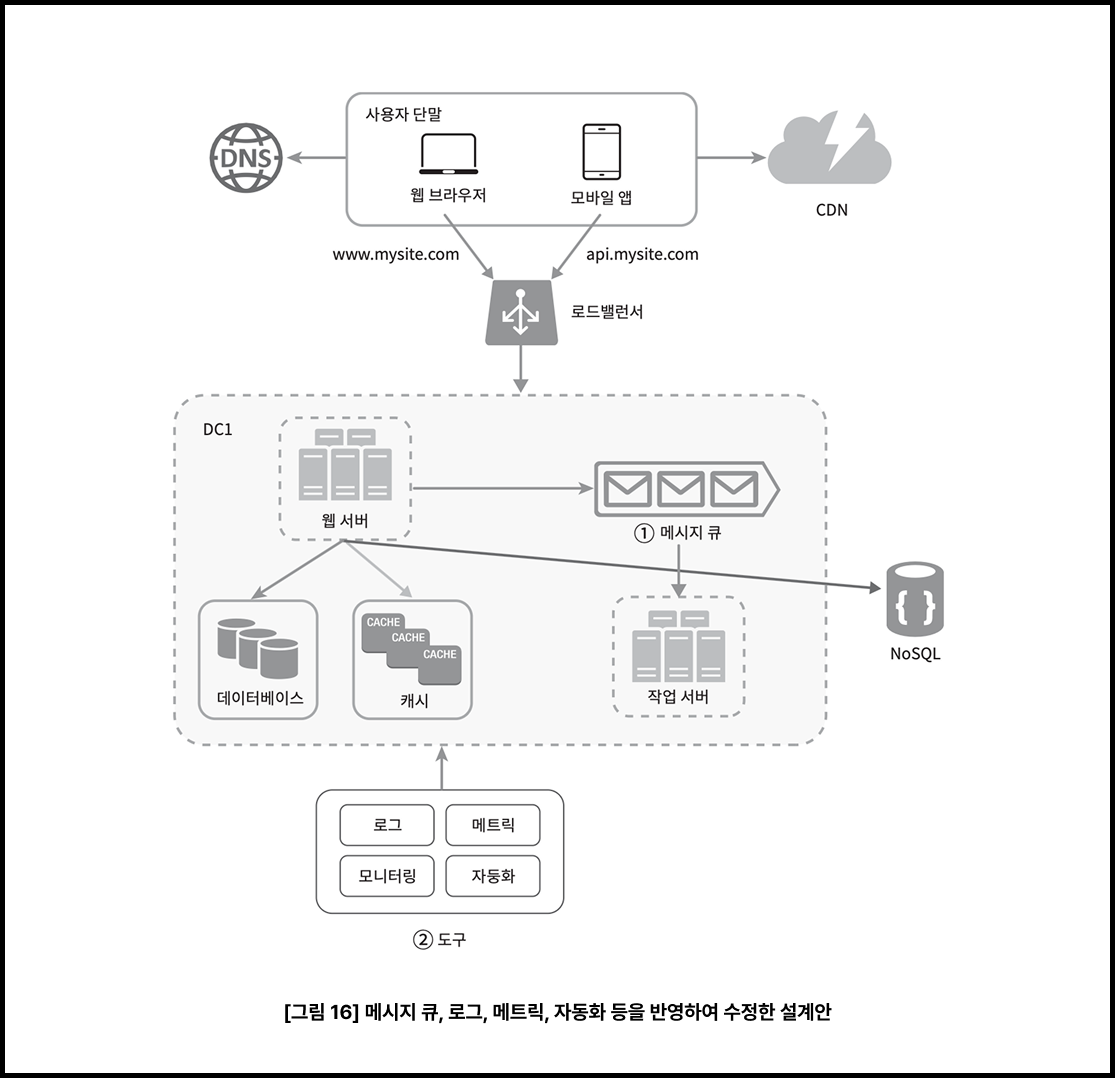 사용자 단말
DNS
웹 브라우저
모바일 앱
CDN
www.mysite.com
api.mysite.com
로드밸런서
DC1
웹 서버
① 메시지 큐
{ }
NoSQL
CACHE
CACHE
CACHE
데이터베이스
캐시
작업 서버
로그
메트릭
모니터링
자둥화
② 도구
[그림 16] 메시지 큐, 로그, 메트릭, 자동화 등을 반영하여 수정한 설계안